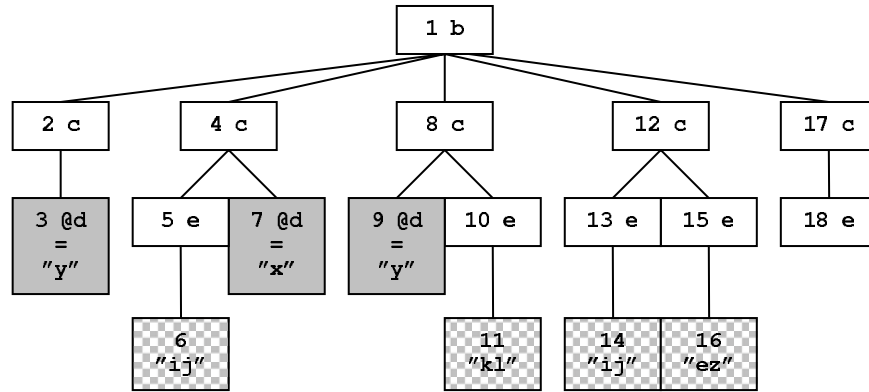 1 b
2 c
4 c
8 c
12 c
17 c
3 @d
=
”y”
5 e
7 @d
=
”x”
9 @d
=
”y”
10 e
13 e
15 e
18 e
6
”ij”
11
”kl”
14
”ij”
16
”ez”